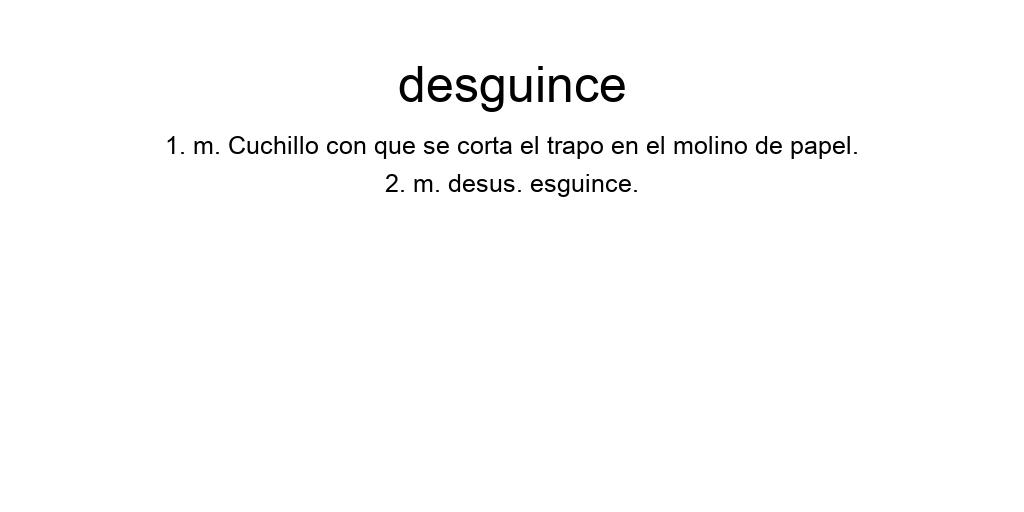 desguince
1. m. Cuchillo con que se corta el trapo en el molino de papel.
2. m. desus. esguince.